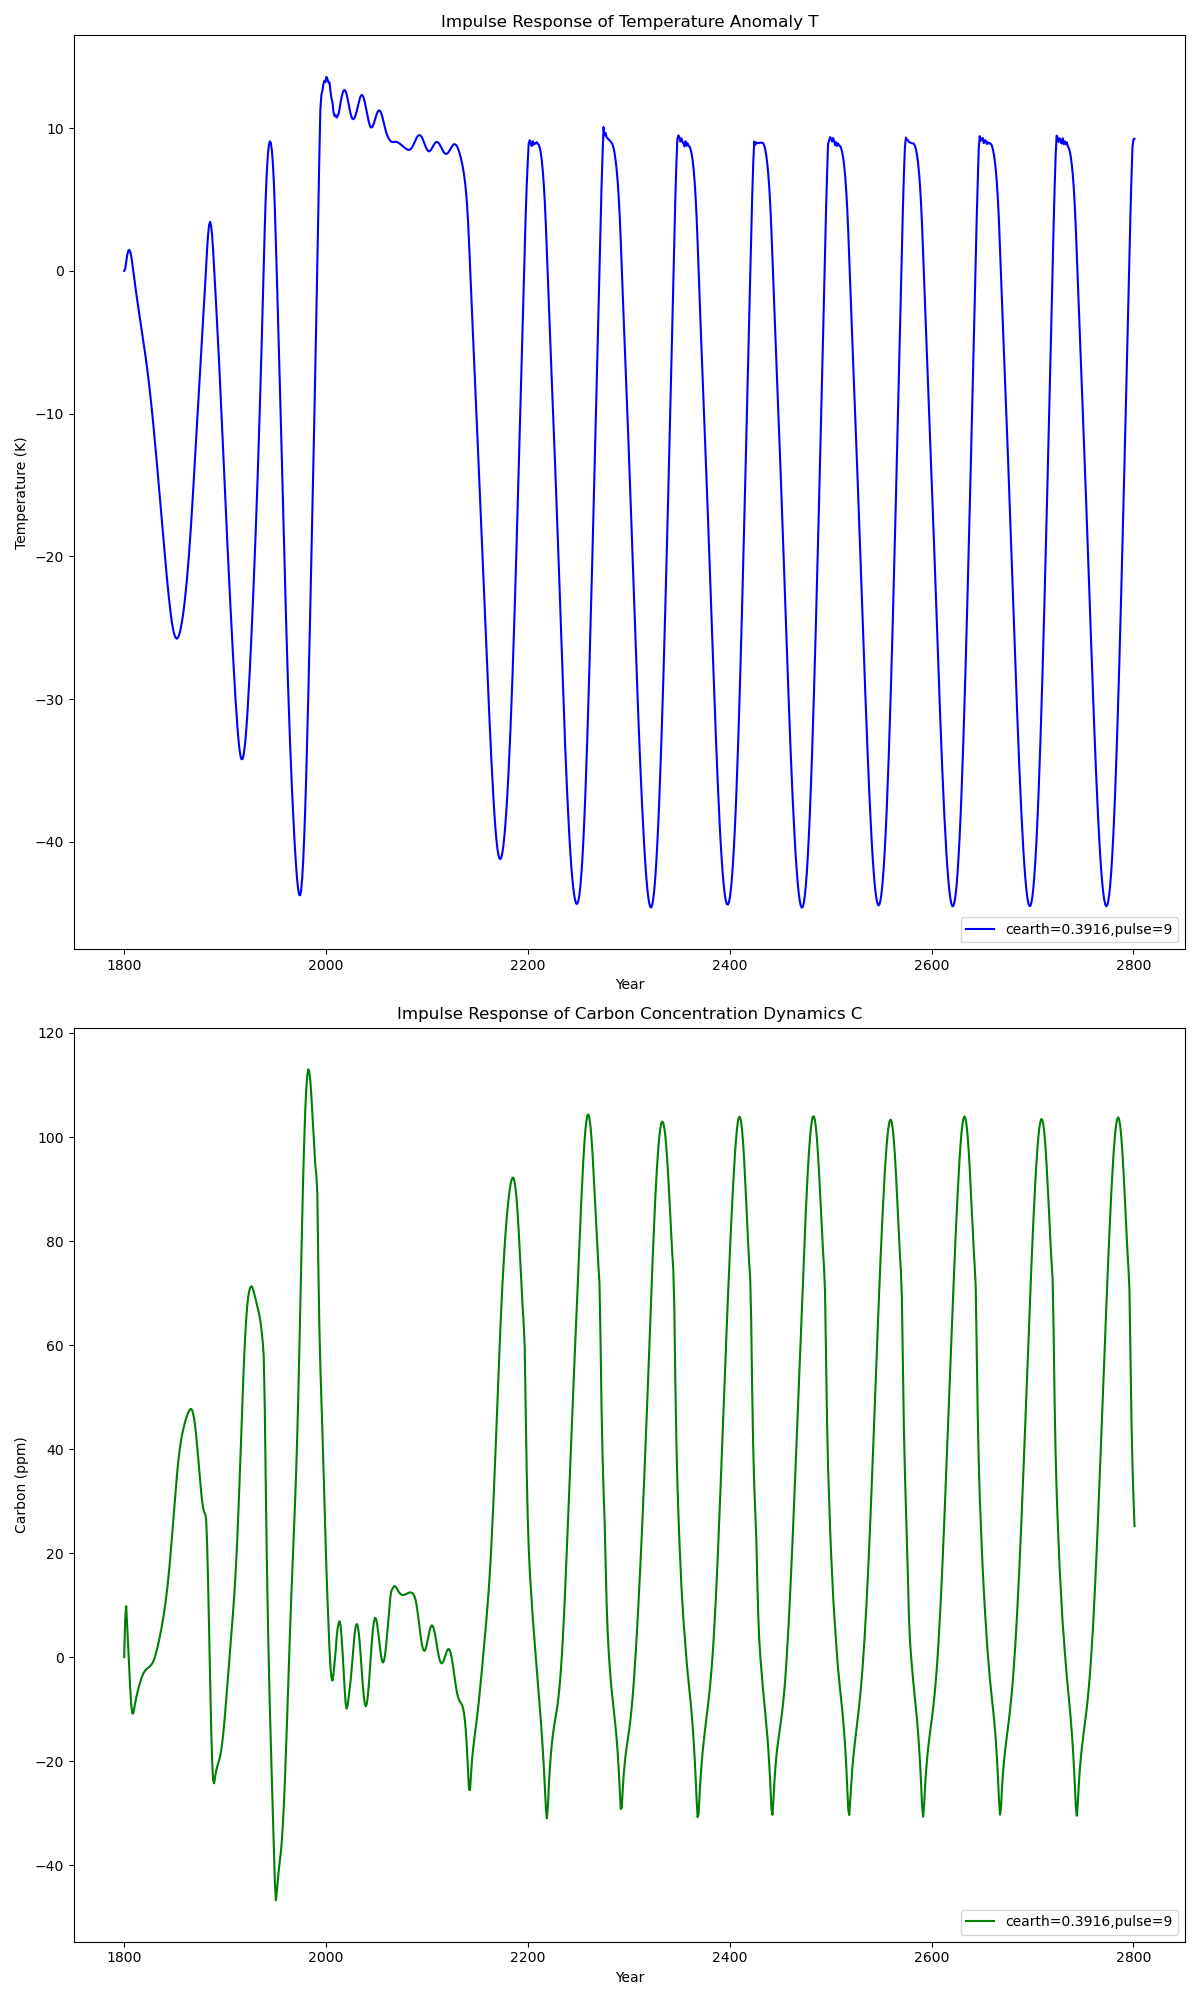 Impulse Response of Temperature Anomaly T
10
0
−10
−20
−30
−40
Temperature (K)
cearth=0.3916,pulse=9
1800 2000 2200 2400 2600 2800
Year
Impulse Response of Carbon Concentration Dynamics C
120
100
80
60
40
20
0
−20
−40
Carbon (ppm)
cearth=0.3916,pulse=9
1800 2000 2200 2400 2600 2800
Year